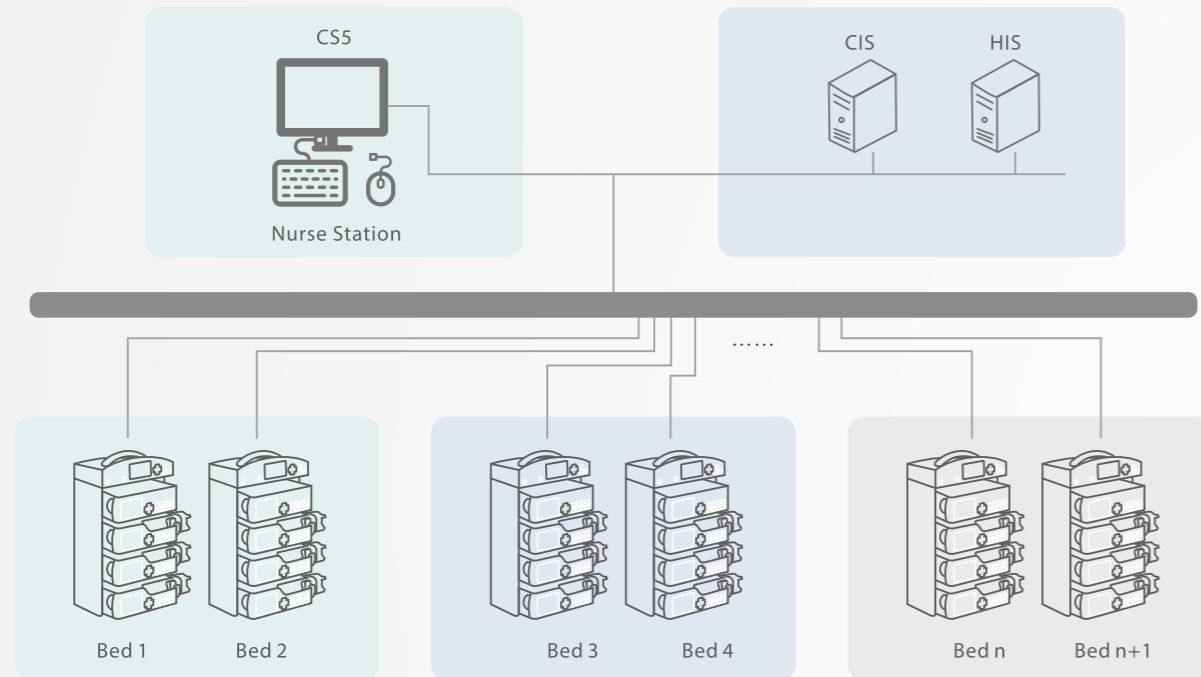 CS5
CIS
HIS
Nurse Station
……
Bed 1
Bed 2
Bed 3
Bed 4
Bed n
Bed n+1